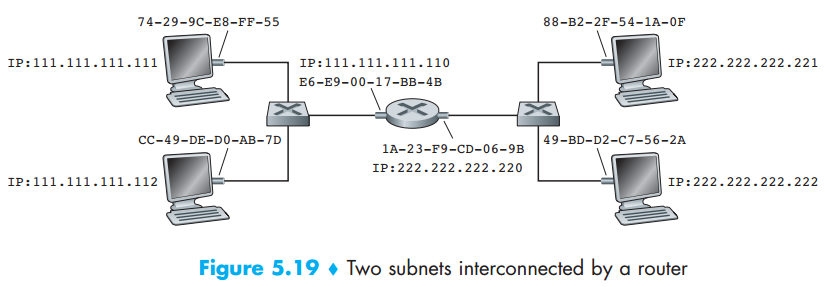 74-29-9C-E8-FF-55
88-B2-2F-54-1A-0F
IP:111.111.111.111
IP:111.111.111.110
IP:222.222.222.221
E6-E9-00-17-BB-4B
CC-49-DE-D0-AB-7D
1A-23-F9-CD-06-9B
49-BD-D2-C7-56-2A
IP:111.111.111.112
IP:222.222.222.220
IP:222.222.222.222
Figure 5.19 ♦ Two subnets interconnected by a router